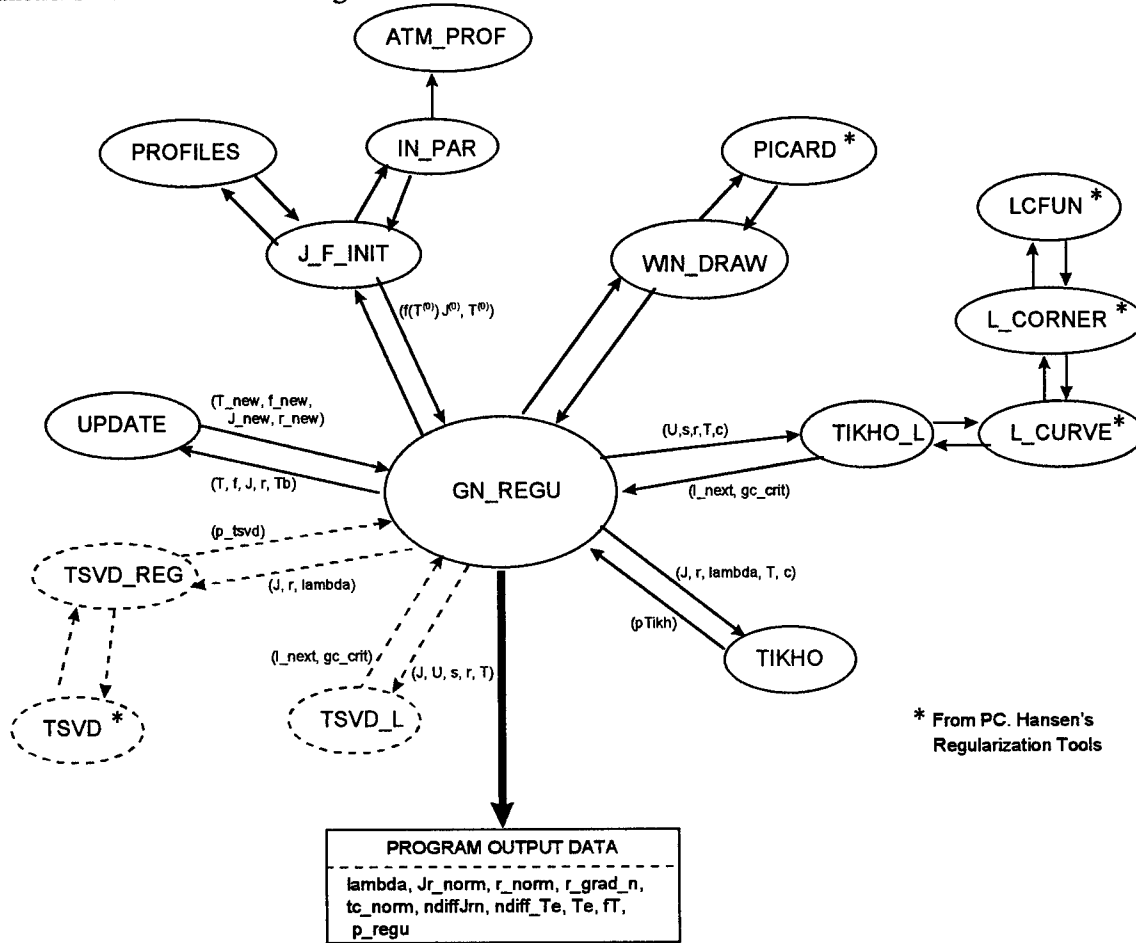 ATM_PROF
PROFILES
IN_PAR
PICARD *
J_F_INIT
WIN_DRAW
LCFUN *
(f(T⁽⁰⁾) J⁽⁰⁾, T⁽⁰⁾)
L_CORNER *
UPDATE
(T_new, f_new,
J_new, r_new)
(T, f, J, r, Tb)
GN_REGU
(U,s,r,T,c)
(l_next, gc_crit)
TIKHO_L
L_CURVE *
TSVD_REG
(p_tsvd)
(J, r, lambda)
(J, r, lambda, T, c)
(pTikh)
TIKHO
(l_next, gc_crit)
(J, U, s, r, T)
TSVD *
TSVD_L
* From PC. Hansen's
Regularization Tools
PROGRAM OUTPUT DATA
lambda, Jr_norm, r_norm, r_grad_n,
tc_norm, ndiffJrn, ndiff_Te, Te, fT,
p_regu